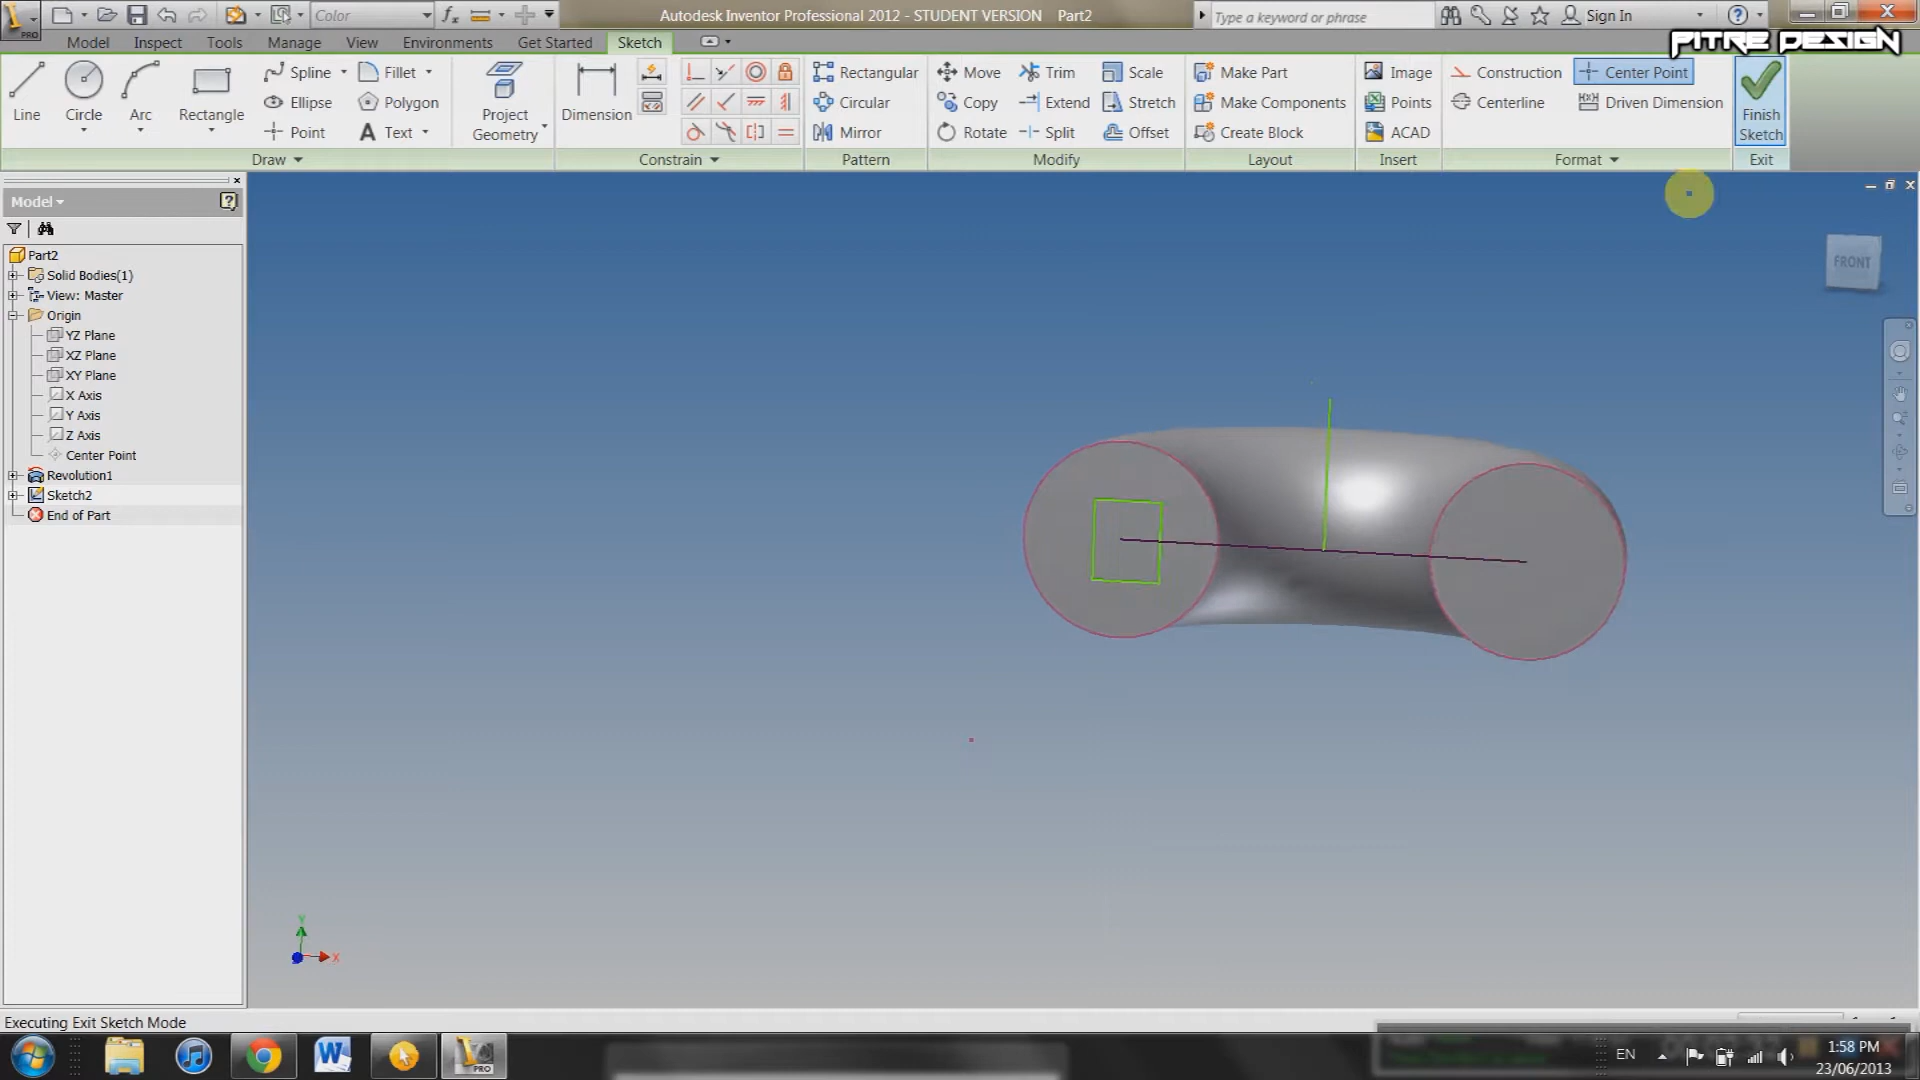 Color
Autodesk Inventor Professional 2012 - STUDENT VERSION Part2
Type a keyword or phrase
Sign In
PRO
Model Inspect Tools Manage View Environments Get Started Sketch
PITRE DESIGN
Line
Circle
Arc
Rectangle
Spline
Ellipse
Point
Fillet
Polygon
Text
Draw
Project
Geometry
Dimension
Constrain
Rectangular
Circular
Mirror
Pattern
Move
Copy
Rotate
Trim
Extend
Split
Scale
Stretch
Offset
Modify
Make Part
Make Components
Create Block
Layout
Image
Points
ACAD
Insert
Construction
Centerline
Center Point
Driven Dimension
Format
Finish
Sketch
Exit
Model
Part2
Solid Bodies(1)
View: Master
Origin
YZ Plane
XZ Plane
XY Plane
X Axis
Y Axis
Z Axis
Center Point
Revolution1
Sketch2
End of Part
FRONT
Y
X
Executing Exit Sketch Mode
PRO
EN
1:58 PM
23/06/2013